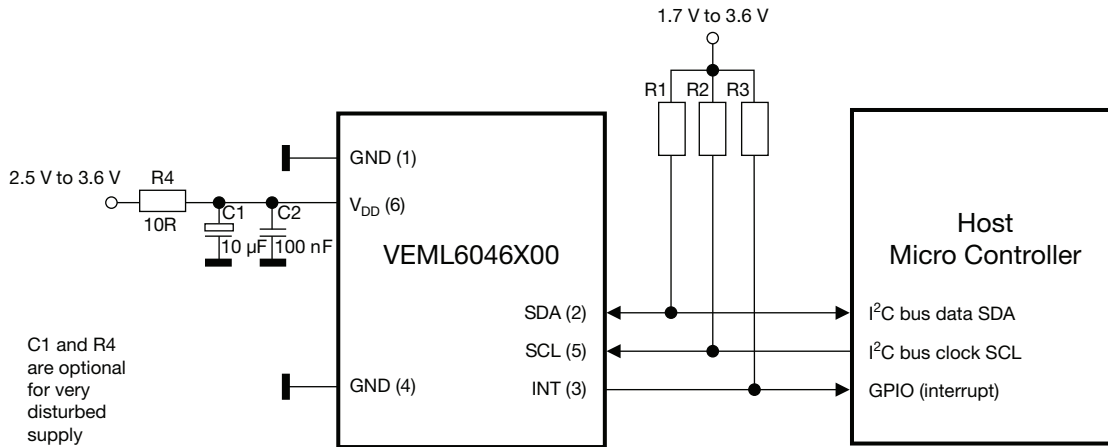 1.7 V to 3.6 V
R1 R2 R3
GND (1)
2.5 V to 3.6 V
R4
10R
C1
10 µF
C2
100 nF
V_DD (6)
VEML6046X00
Host
Micro Controller
SDA (2)
I²C bus data SDA
SCL (5)
I²C bus clock SCL
GND (4)
INT (3)
GPIO (interrupt)
C1 and R4
are optional
for very
disturbed
supply